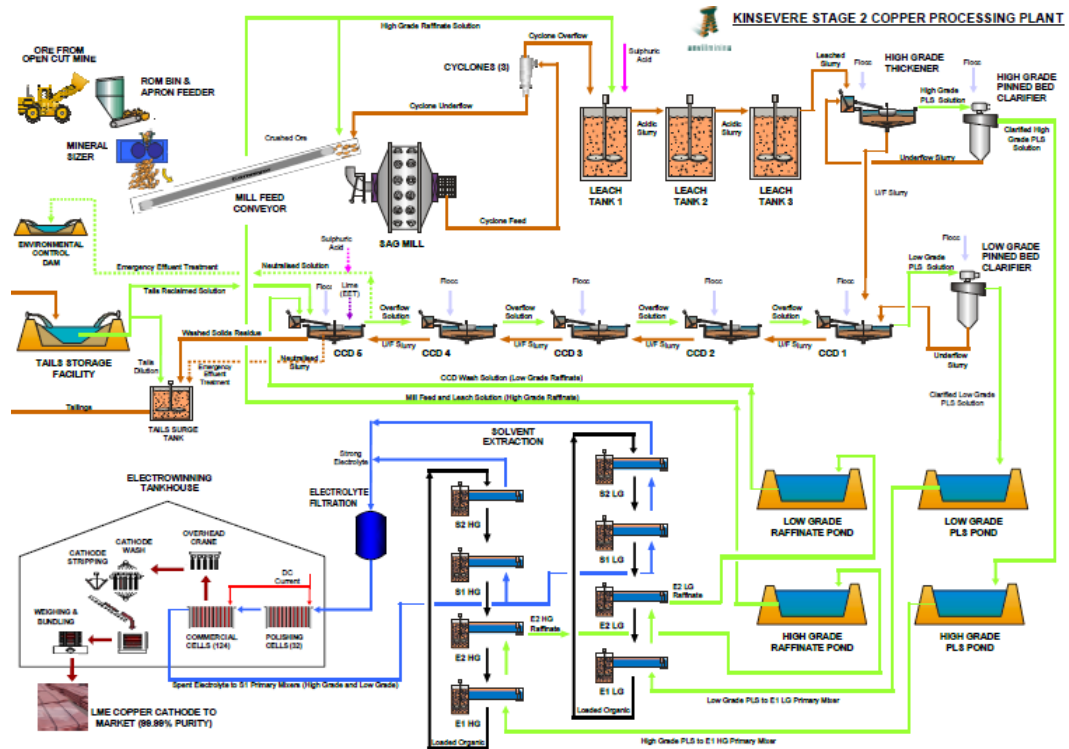 KINSEVERE STAGE 2 COPPER PROCESSING PLANT
High Grade Raffinate Solution
ORE FROM
OPEN CUT MINE
ROM BIN &
APRON FEEDER
MINERAL
SIZER
Crushed Ore
MILL FEED
CONVEYOR
Cyclone Overflow
CYCLONES (3)
Cyclone Underflow
Cyclone Feed
SAG MILL
Sulphuric
Acid
LEACH
TANK 1
Acidic
Slurry
LEACH
TANK 2
Acidic
Slurry
LEACH
TANK 3
Leached
Slurry
Flocc
HIGH GRADE
THICKENER
High Grade
PLS Solution
Flocc
HIGH GRADE
PINNED BED
CLARIFIER
Clarified High
Grade PLS
Solution
Underflow Slurry
U/F Slurry
ENVIRONMENTAL
CONTROL
DAM
Emergency Effluent Treatment
Neutralised Solution
Sulphuric
Acid
Lime
(EET)
Tails Reclaimed Solution
TAILS STORAGE
FACILITY
Tails
Dilution
Washed Solids Residue
Neutralised
Slurry
Emergency
Effluent
Treatment
Tailings
TAILS SURGE
TANK
Flocc
CCD 5
Overflow
Solution
U/F Slurry
Flocc
CCD 4
Overflow
Solution
U/F Slurry
Flocc
CCD 3
Overflow
Solution
U/F Slurry
Flocc
CCD 2
Overflow
Solution
U/F Slurry
Flocc
CCD 1
Low Grade
PLS Solution
Flocc
LOW GRADE
PINNED BED
CLARIFIER
Underflow
Slurry
Clarified Low Grade
PLS Solution
CCD Wash Solution (Low Grade Raffinate)
Mill Feed and Leach Solution (High Grade Raffinate)
SOLVENT
EXTRACTION
Strong
Electrolyte
ELECTROLYTE
FILTRATION
ELECTROWINNING
TANKHOUSE
OVERHEAD
CRANE
CATHODE
WASH
CATHODE
STRIPPING
DC
Current
WEIGHING &
BUNDLING
COMMERCIAL
CELLS (124)
POLISHING
CELLS (32)
Spent Electrolyte to S1 Primary Mixers (High Grade and Low Grade)
LME COPPER CATHODE TO
MARKET (99.99% PURITY)
S2 HG
S1 HG
E2 HG
E1 HG
Loaded Organic
E2 HG
Raffinate
S2 LG
S1 LG
E2 LG
E1 LG
Loaded Organic
E2 LG
Raffinate
LOW GRADE
RAFFINATE POND
LOW GRADE
PLS POND
HIGH GRADE
RAFFINATE POND
HIGH GRADE
PLS POND
Low Grade PLS to E1 LG Primary Mixer
High Grade PLS to E1 HG Primary Mixer